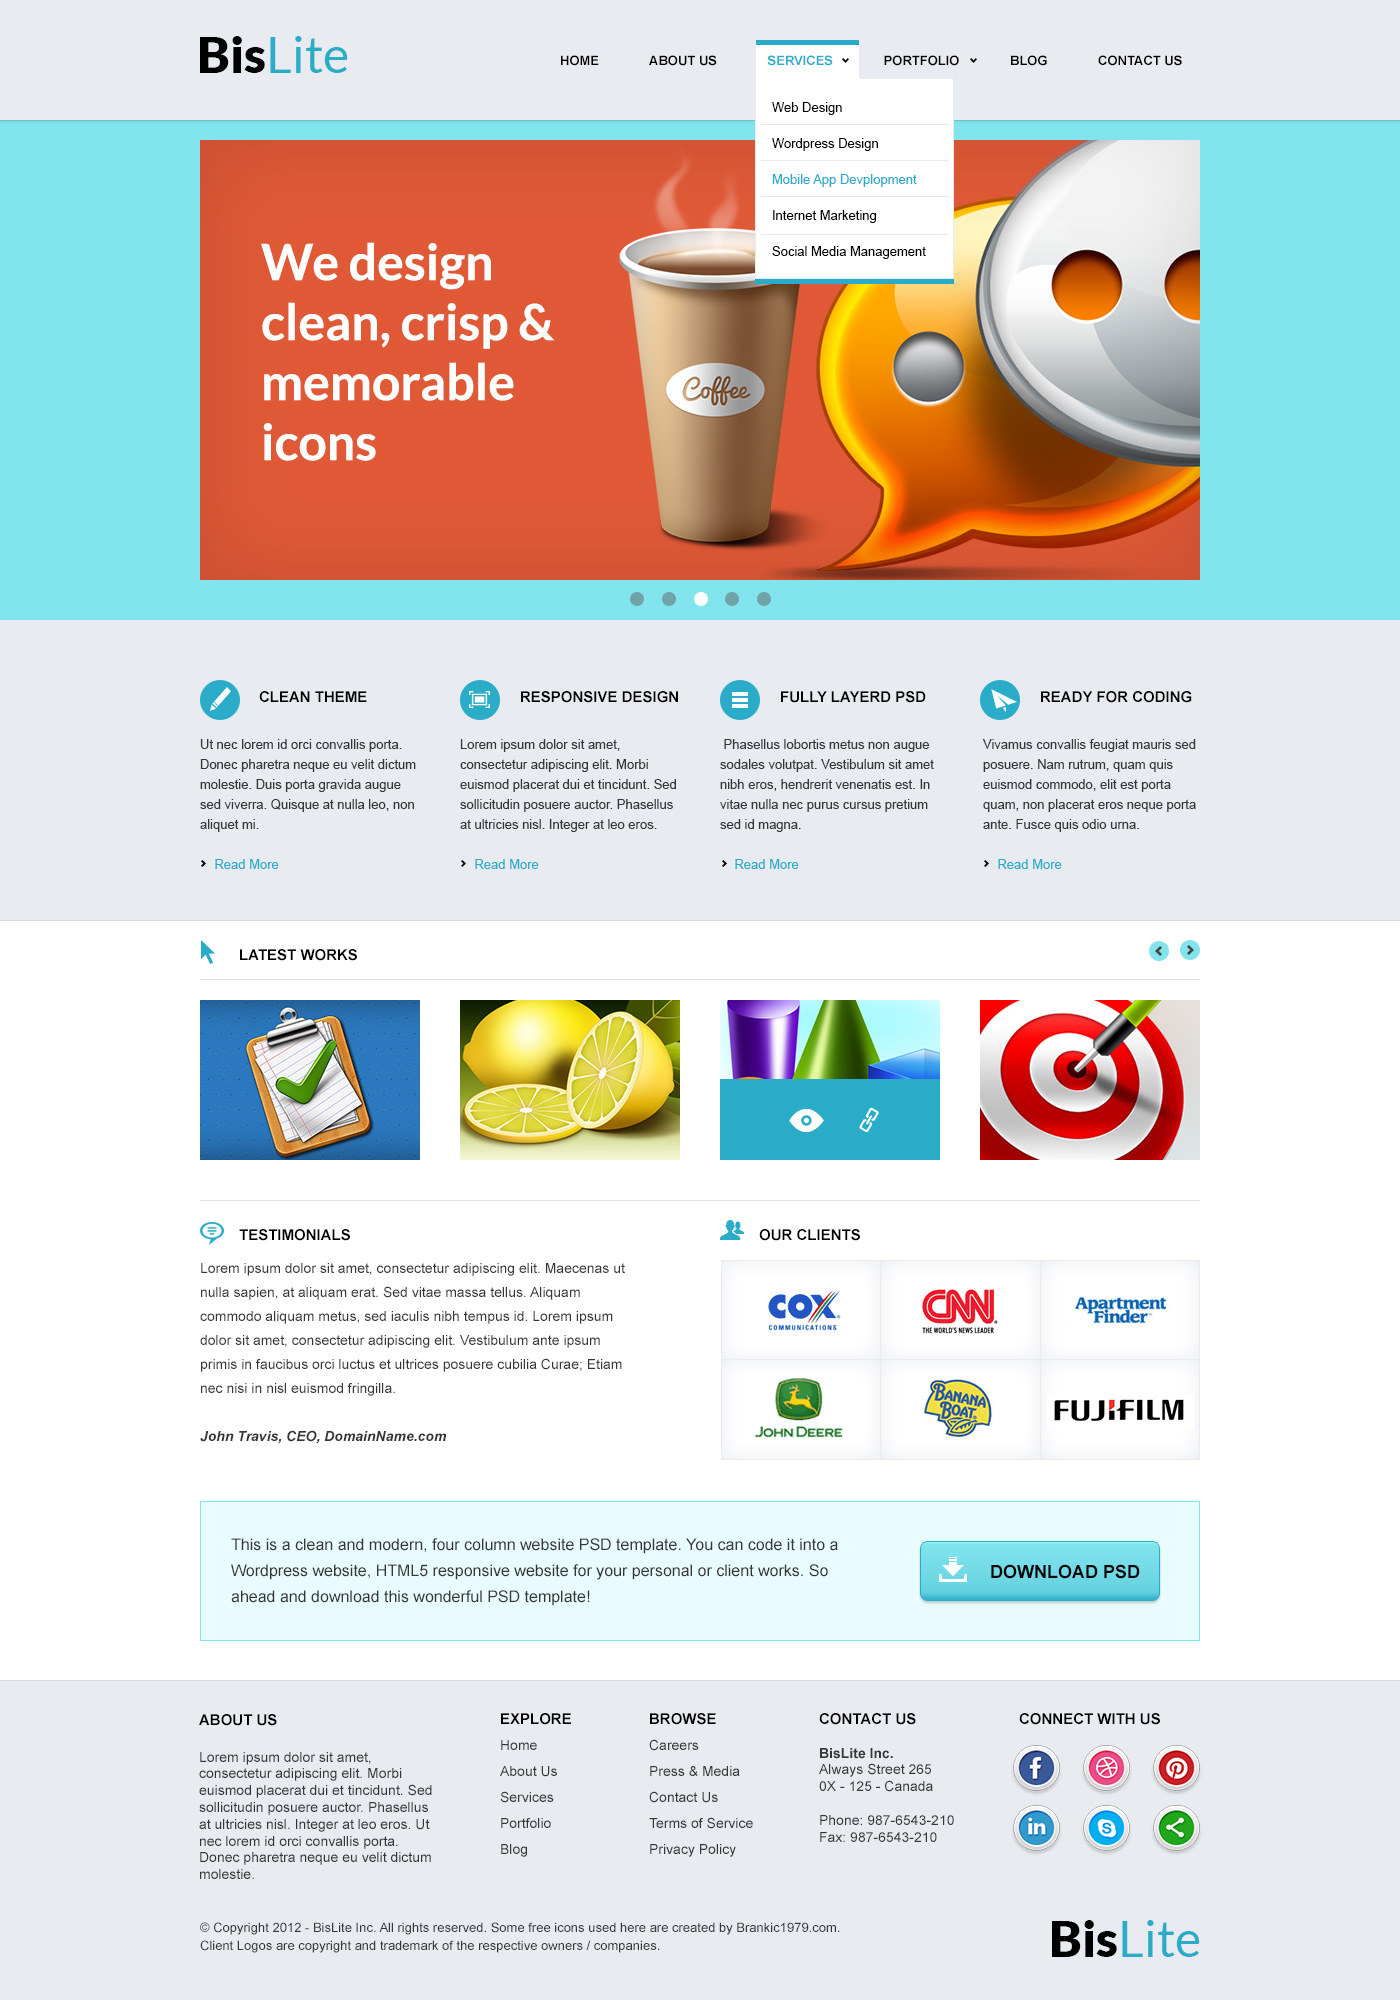 BisLite
HOME ABOUT US SERVICES PORTFOLIO BLOG CONTACT US
Web Design
Wordpress Design
Mobile App Devplopment
Internet Marketing
Social Media Management
We design
clean, crisp &
memorable
icons
Coffee
CLEAN THEME
Ut nec lorem id orci convallis porta.
Donec pharetra neque eu velit dictum
molestie. Duis porta gravida augue
sed viverra. Quisque at nulla leo, non
aliquet mi.
Read More
RESPONSIVE DESIGN
Lorem ipsum dolor sit amet,
consectetur adipiscing elit. Morbi
euismod placerat dui et tincidunt. Sed
sollicitudin posuere auctor. Phasellus
at ultricies nisl. Integer at leo eros.
Read More
FULLY LAYERD PSD
Phasellus lobortis metus non augue
sodales volutpat. Vestibulum sit amet
nibh eros, hendrerit venenatis est. In
vitae nulla nec purus cursus pretium
sed id magna.
Read More
READY FOR CODING
Vivamus convallis feugiat mauris sed
posuere. Nam rutrum, quam quis
euismod commodo, elit est porta
quam, non placerat eros neque porta
ante. Fusce quis odio urna.
Read More
LATEST WORKS
TESTIMONIALS
Lorem ipsum dolor sit amet, consectetur adipiscing elit. Maecenas ut
nulla sapien, at aliquam erat. Sed vitae massa tellus. Aliquam
commodo aliquam metus, sed iaculis nibh tempus id. Lorem ipsum
dolor sit amet, consectetur adipiscing elit. Vestibulum ante ipsum
primis in faucibus orci luctus et ultrices posuere cubilia Curae; Etiam
nec nisi in nisl euismod fringilla.
John Travis, CEO, DomainName.com
OUR CLIENTS
COX
COMMUNICATIONS
CNN
THE WORLD'S NEWS LEADER
Apartment
Finder
JOHN DEERE
BANANA
BOAT
FUJIFILM
This is a clean and modern, four column website PSD template. You can code it into a
Wordpress website, HTML5 responsive website for your personal or client works. So
ahead and download this wonderful PSD template!
DOWNLOAD PSD
ABOUT US
Lorem ipsum dolor sit amet,
consectetur adipiscing elit. Morbi
euismod placerat dui et tincidunt. Sed
sollicitudin posuere auctor. Phasellus
at ultricies nisl. Integer at leo eros. Ut
nec lorem id orci convallis porta.
Donec pharetra neque eu velit dictum
molestie.
EXPLORE
Home
About Us
Services
Portfolio
Blog
BROWSE
Careers
Press & Media
Contact Us
Terms of Service
Privacy Policy
CONTACT US
BisLite Inc.
Always Street 265
0X - 125 - Canada
Phone: 987-6543-210
Fax: 987-6543-210
CONNECT WITH US
© Copyright 2012 - BisLite Inc. All rights reserved. Some free icons used here are created by Brankic1979.com.
Client Logos are copyright and trademark of the respective owners / companies.
BisLite